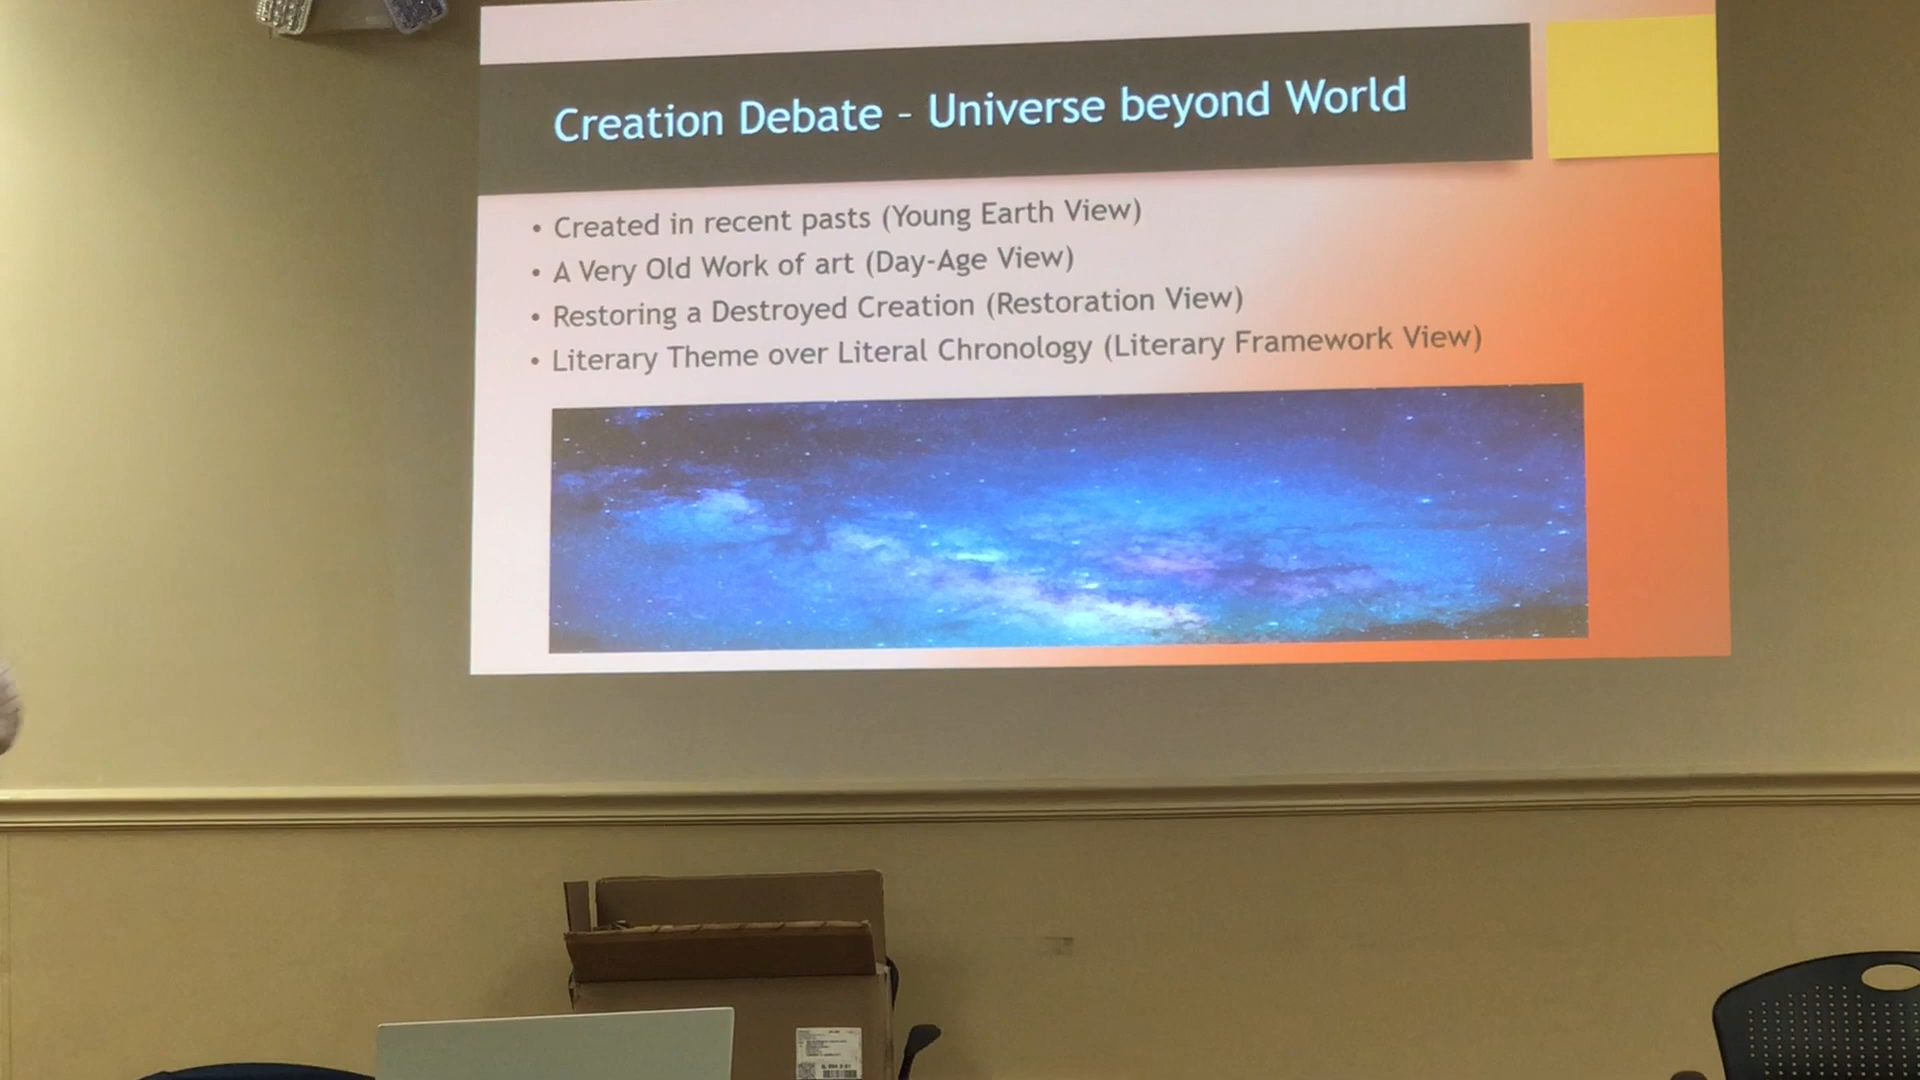 Creation Debate – Universe beyond World
• Created in recent pasts (Young Earth View)
• A Very Old Work of art (Day-Age View)
• Restoring a Destroyed Creation (Restoration View)
• Literary Theme over Literal Chronology (Literary Framework View)